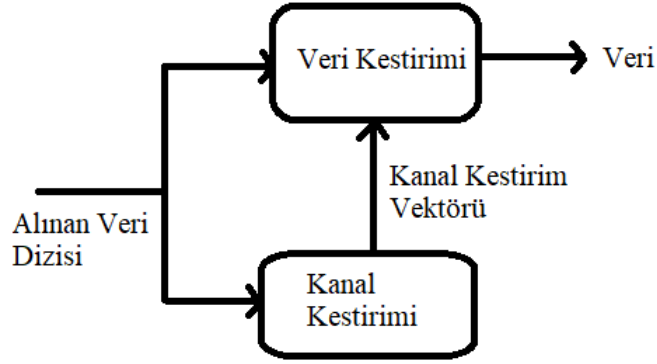 Veri Kestirimi
Veri
Kanal Kestirim
Vektörü
Alınan Veri
Dizisi
Kanal
Kestirimi